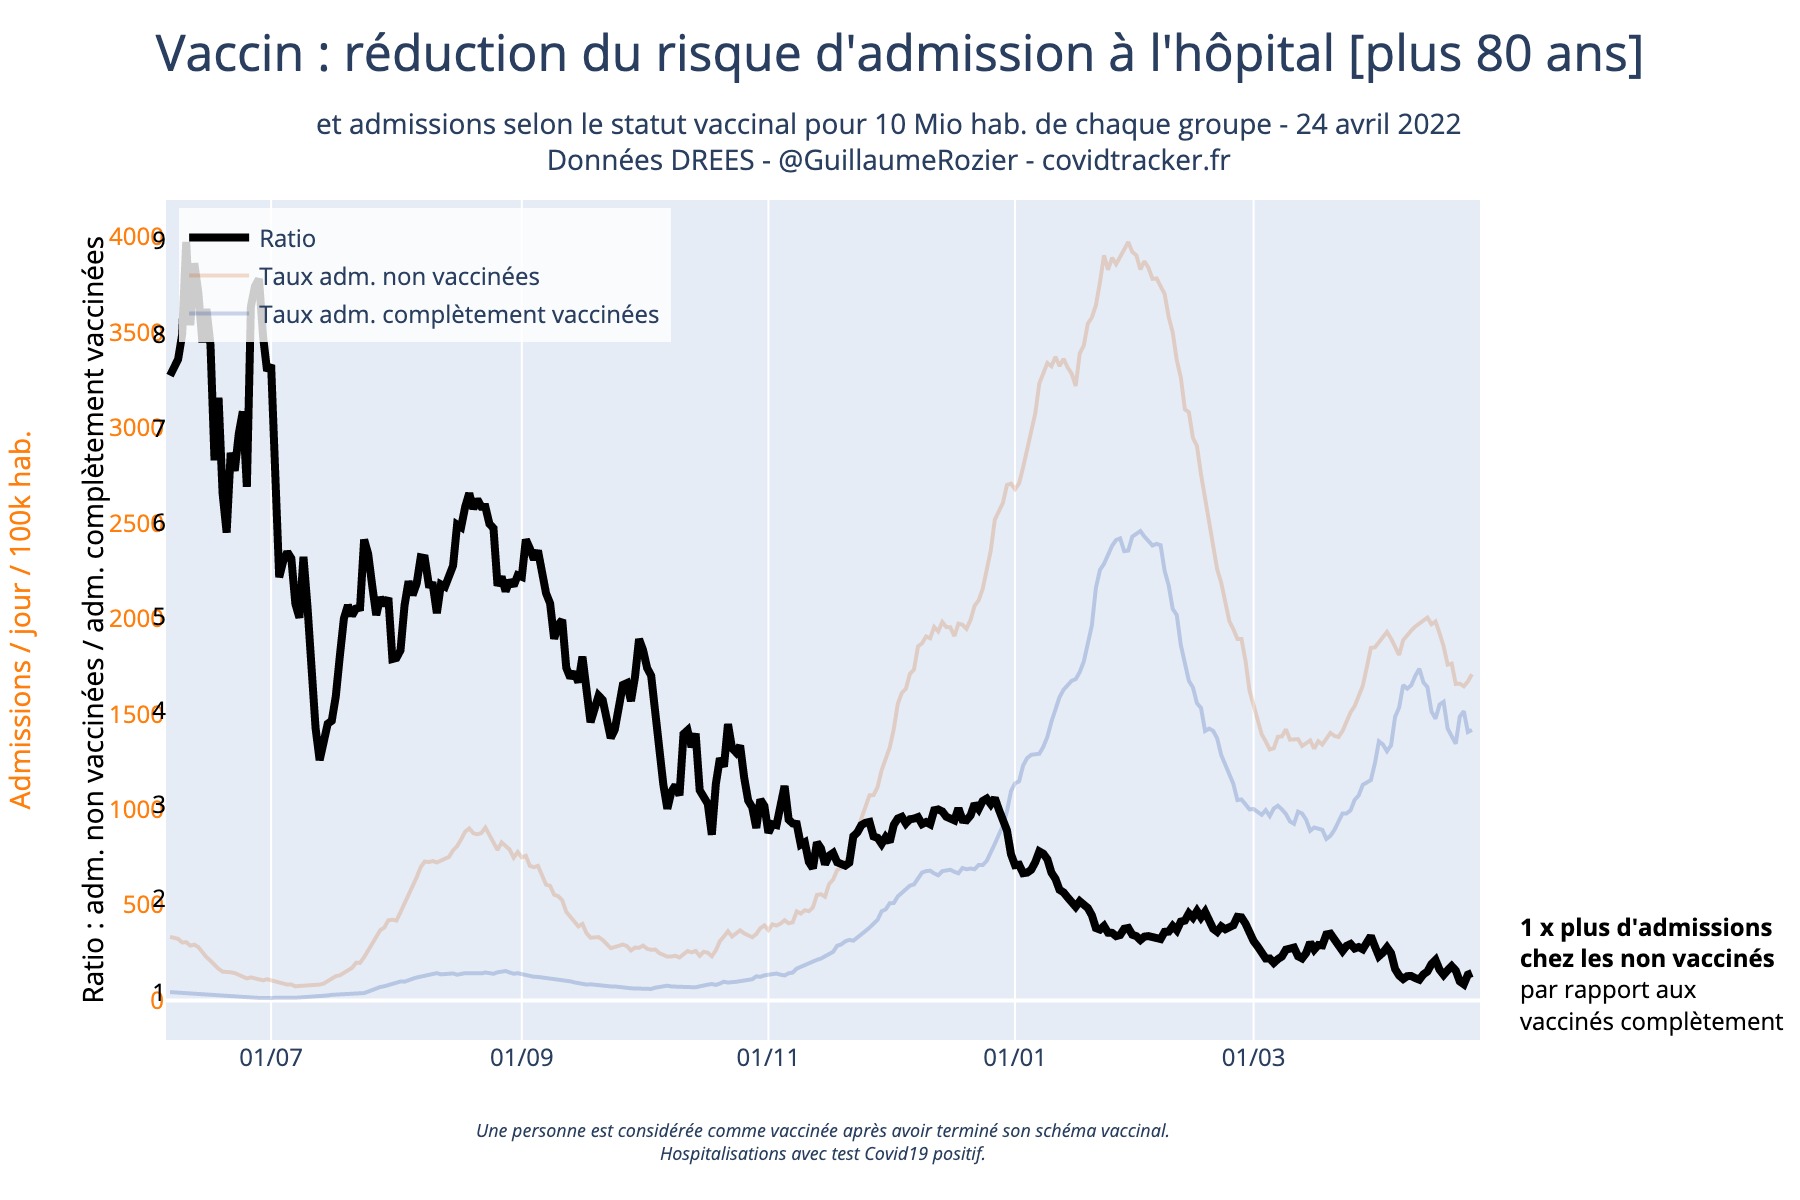 Vaccin : réduction du risque d'admission à l'hôpital [plus 80 ans]
et admissions selon le statut vaccinal pour 10 Mio hab. de chaque groupe - 24 avril 2022
Données DREES - @GuillaumeRozier - covidtracker.fr
Admissions / jour / 100k hab.
Ratio : adm. non vaccinées / adm. complètement vaccinées
4000
3500
3000
2500
2000
1500
1000
500
0
9
8
7
6
5
4
3
2
1
Ratio
Taux adm. non vaccinées
Taux adm. complètement vaccinées
1 x plus d'admissions
chez les non vaccinés
par rapport aux
vaccinés complètement
01/07 01/09 01/11 01/01 01/03
Une personne est considérée comme vaccinée après avoir terminé son schéma vaccinal.
Hospitalisations avec test Covid19 positif.